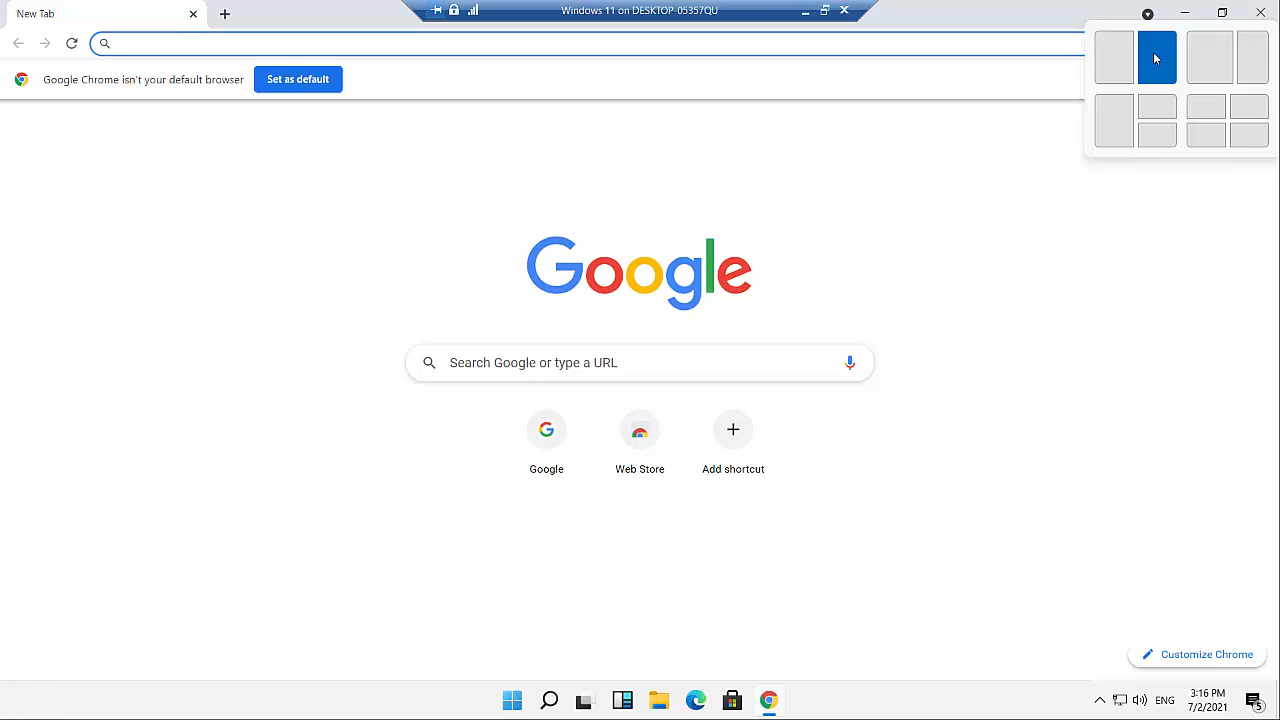 New Tab
Windows 11 on DESKTOP-05357QU
Google Chrome isn't your default browser
Set as default
Google
Search Google or type a URL
G
Google
Web Store
Add shortcut
Customize Chrome
ENG
3:16 PM
7/2/2021
5